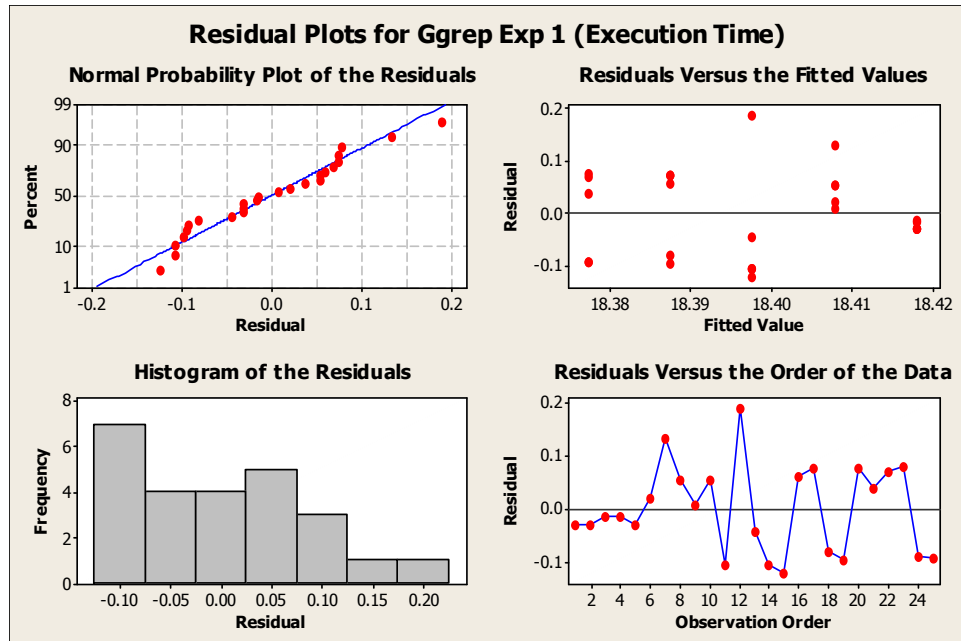 Residual Plots for Ggrep Exp 1 (Execution Time)
Normal Probability Plot of the Residuals
99
90
50
10
1
Percent
-0.2 -0.1 0.0 0.1 0.2
Residual
Residuals Versus the Fitted Values
0.2
0.1
0.0
-0.1
Residual
18.38 18.39 18.40 18.41 18.42
Fitted Value
Histogram of the Residuals
8
6
4
2
0
Frequency
-0.10 -0.05 0.00 0.05 0.10 0.15 0.20
Residual
Residuals Versus the Order of the Data
0.2
0.1
0.0
-0.1
Residual
2 4 6 8 10 12 14 16 18 20 22 24
Observation Order